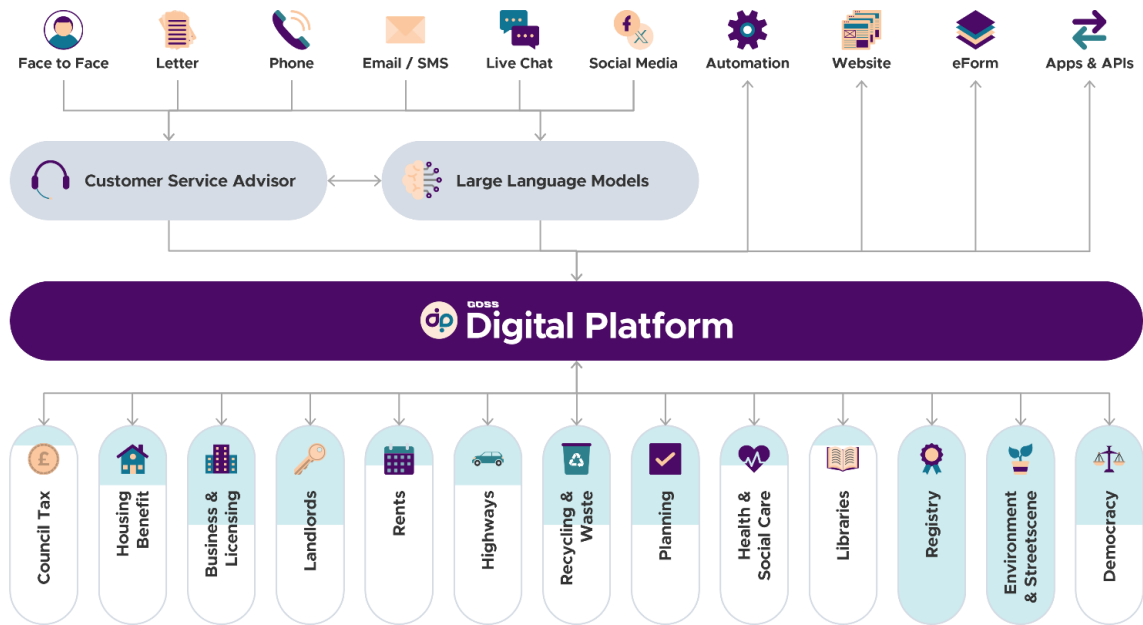 Face to Face
Letter
Phone
Email / SMS
Live Chat
Social Media
Automation
Website
eForm
Apps & APIs
Customer Service Advisor
Large Language Models
dp
GOSS
Digital Platform
£
Council Tax
Housing
Benefit
Business &
Licensing
Landlords
Rents
Highways
Recycling &
Waste
Planning
Health &
Social Care
Libraries
Registry
Environment
& Streetscene
Democracy